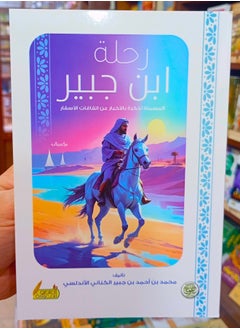 رحلة
ابن جبير
المسماة تذكرة بالأخبار عن اتفاقات الأسفار
تأليف
محمد بن أحمد بن جبير الكناني الأندلسي